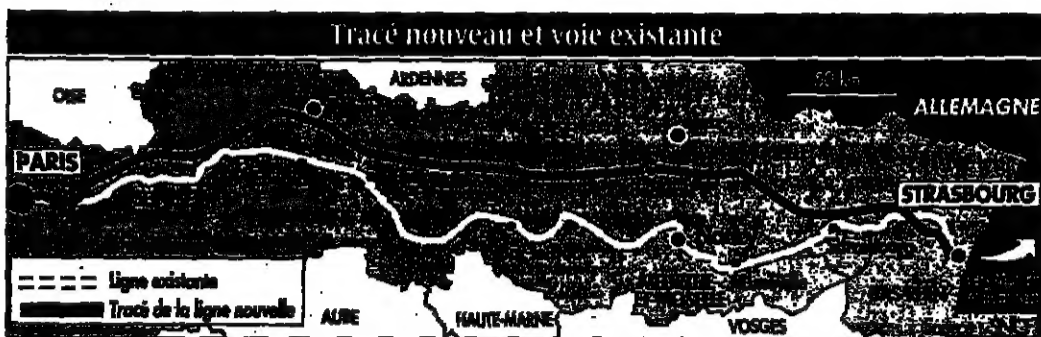 Tracé nouveau et voie existante
OISE
ARDENNES
ALLEMAGNE
PARIS
STRASBOURG
Ligne existante
Tracé de la ligne nouvelle
AUBE
HAUTE-MARNE
VOSGES